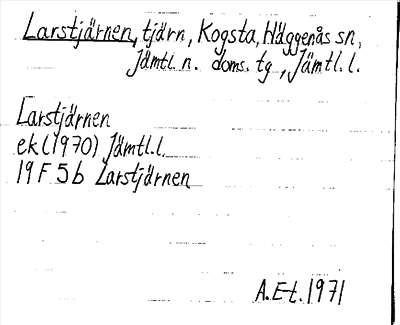 Larstjärnen, tjärn, Kogsta, Häggenås sn,
Jämtl. n. doms. tg, Jämtl. l.
Larstjärnen
ek (1970) Jämtl. l.
19 F 5 b Larstjärnen
A. E-t. 1971